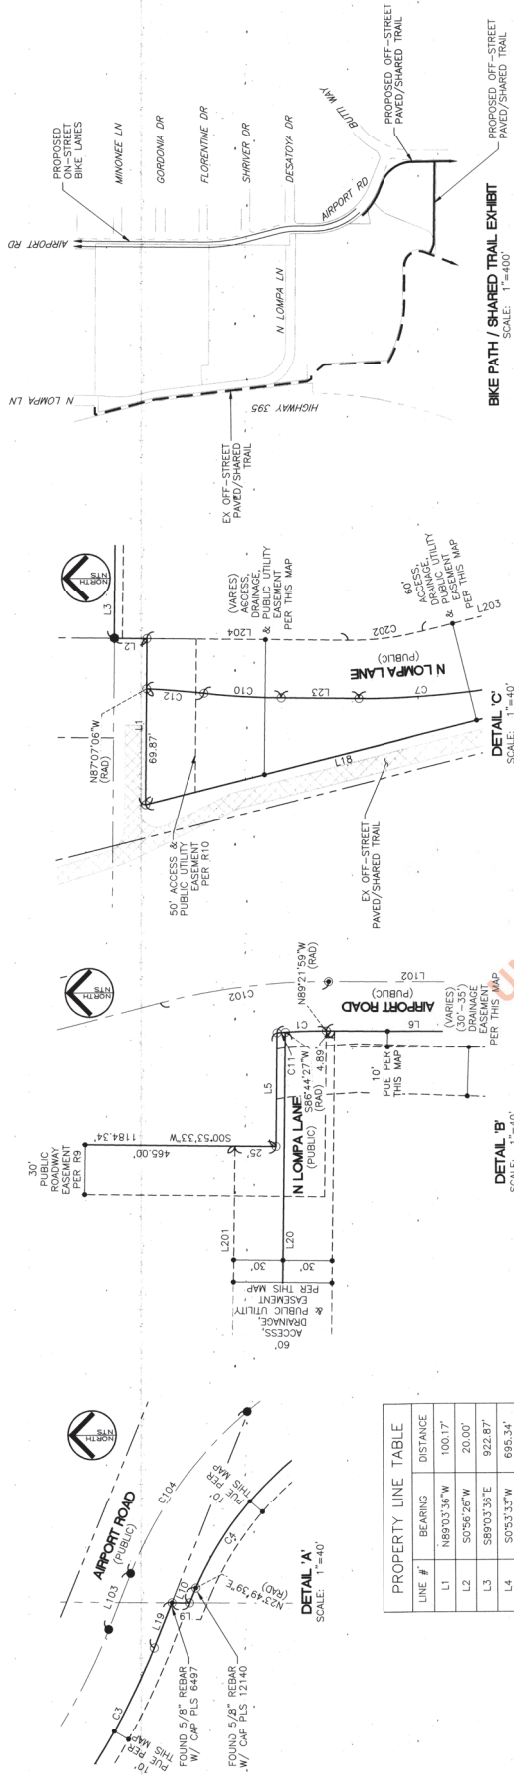 AIRPORT ROAD
(PUBLIC)
NORTH
NTS
C3
L103
L19
L10
L9
C104
C4
10'
PUE PER
THIS MAP
10'
PUE PER
THIS MAP
N23°49'39"E
(RAD)
FOUND 5/8" REBAR
W/ CAP PLS 6497
FOUND 5/8" REBAR
W/ CAP PLS 12140
DETAIL 'A'
SCALE: 1"=40'
PROPERTY LINE TABLE
LINE # BEARING DISTANCE
L1 N89°03'36"W 100.17'
L2 S0°56'26"W 20.00'
L3 S89°03'36"E 922.87'
L4 S0°53'33"W 695.34'
30'
PUBLIC
ROADWAY
EASEMENT
PER R9
S00°53'33"W 1184.34'
465.00'
25'
L201
L20
30'
30'
60'
ACCESS,
DRAINAGE,
& PUBLIC UTILITY
EASEMENT
PER THIS MAP
N LOMPA LANE
(PUBLIC)
L5
C11
C1
S86°44'27"W
(RAD)
4.89'
N89°21'59"W
(RAD)
C102
L102
NORTH
NTS
AIRPORT ROAD
(PUBLIC)
L6
10'
PUE PER
THIS MAP
(VARIES)
(30'-35')
DRAINAGE
EASEMENT
PER THIS MAP
DETAIL 'B'
SCALE: 1"=40'
NORTH
NTS
L3
L2
N87°07'06"W
(RAD)
L1
69.87'
C12
C10
L23
C7
L204
C202
L203
L18
N LOMPA LANE
(PUBLIC)
50' ACCESS &
PUBLIC UTILITY
EASEMENT
PER R10
(VARIES)
ACCESS,
DRAINAGE,
& PUBLIC UTILITY
EASEMENT
PER THIS MAP
60'
ACCESS,
DRAINAGE,
& PUBLIC UTILITY
EASEMENT
PER THIS MAP
EX OFF-STREET
PAVED/SHARED TRAIL
DETAIL 'C'
SCALE: 1"=40'
AIRPORT RD
PROPOSED
ON-STREET
BIKE LANES
MINONEE LN
GORDONIA DR
FLORENTINE DR
SHRIVER DR
DESATOYA DR
BUTTI WAY
AIRPORT RD
N LOMPA LN
N LOMPA LN
HIGHWAY 395
EX OFF-STREET
PAVED/SHARED
TRAIL
PROPOSED OFF-STREET
PAVED/SHARED TRAIL
PROPOSED OFF-STREET
PAVED/SHARED TRAIL
BIKE PATH / SHARED TRAIL EXHIBIT
SCALE: 1"=400'